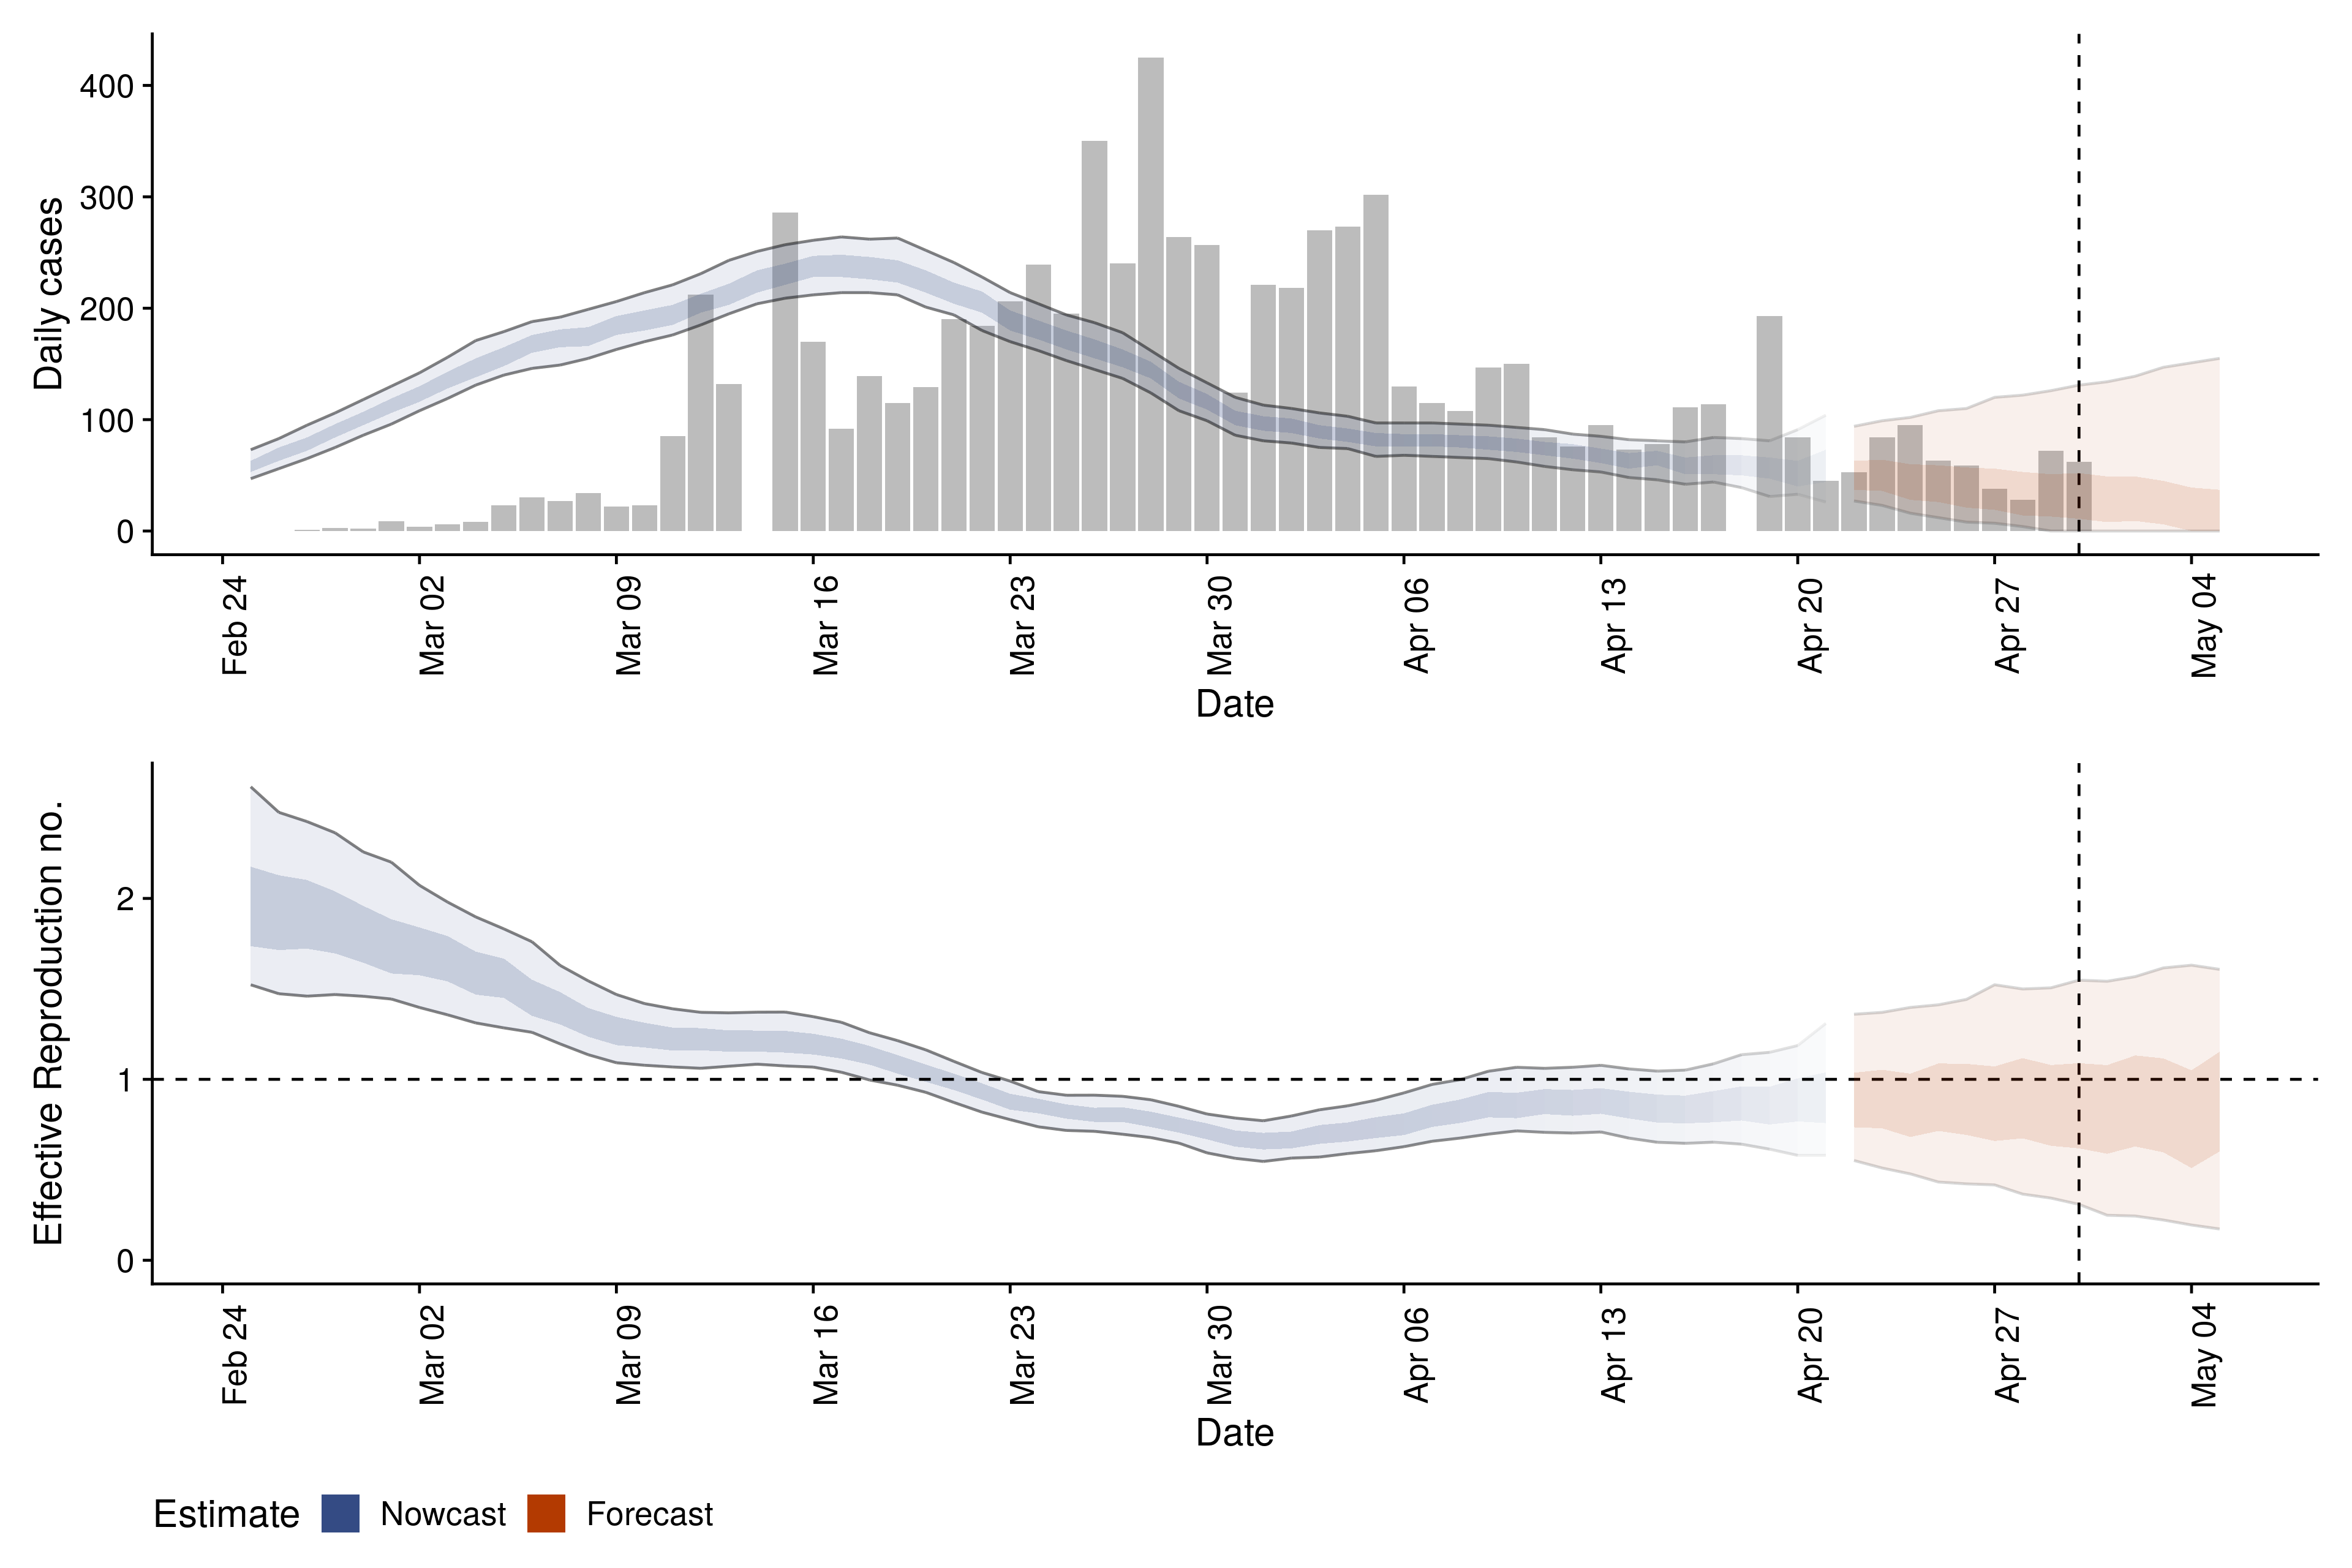 Daily cases
400
300
200
100
0
Feb 24
Mar 02
Mar 09
Mar 16
Mar 23
Mar 30
Apr 06
Apr 13
Apr 20
Apr 27
May 04
Date
Effective Reproduction no.
2
1
0
Feb 24
Mar 02
Mar 09
Mar 16
Mar 23
Mar 30
Apr 06
Apr 13
Apr 20
Apr 27
May 04
Date
Estimate Nowcast Forecast